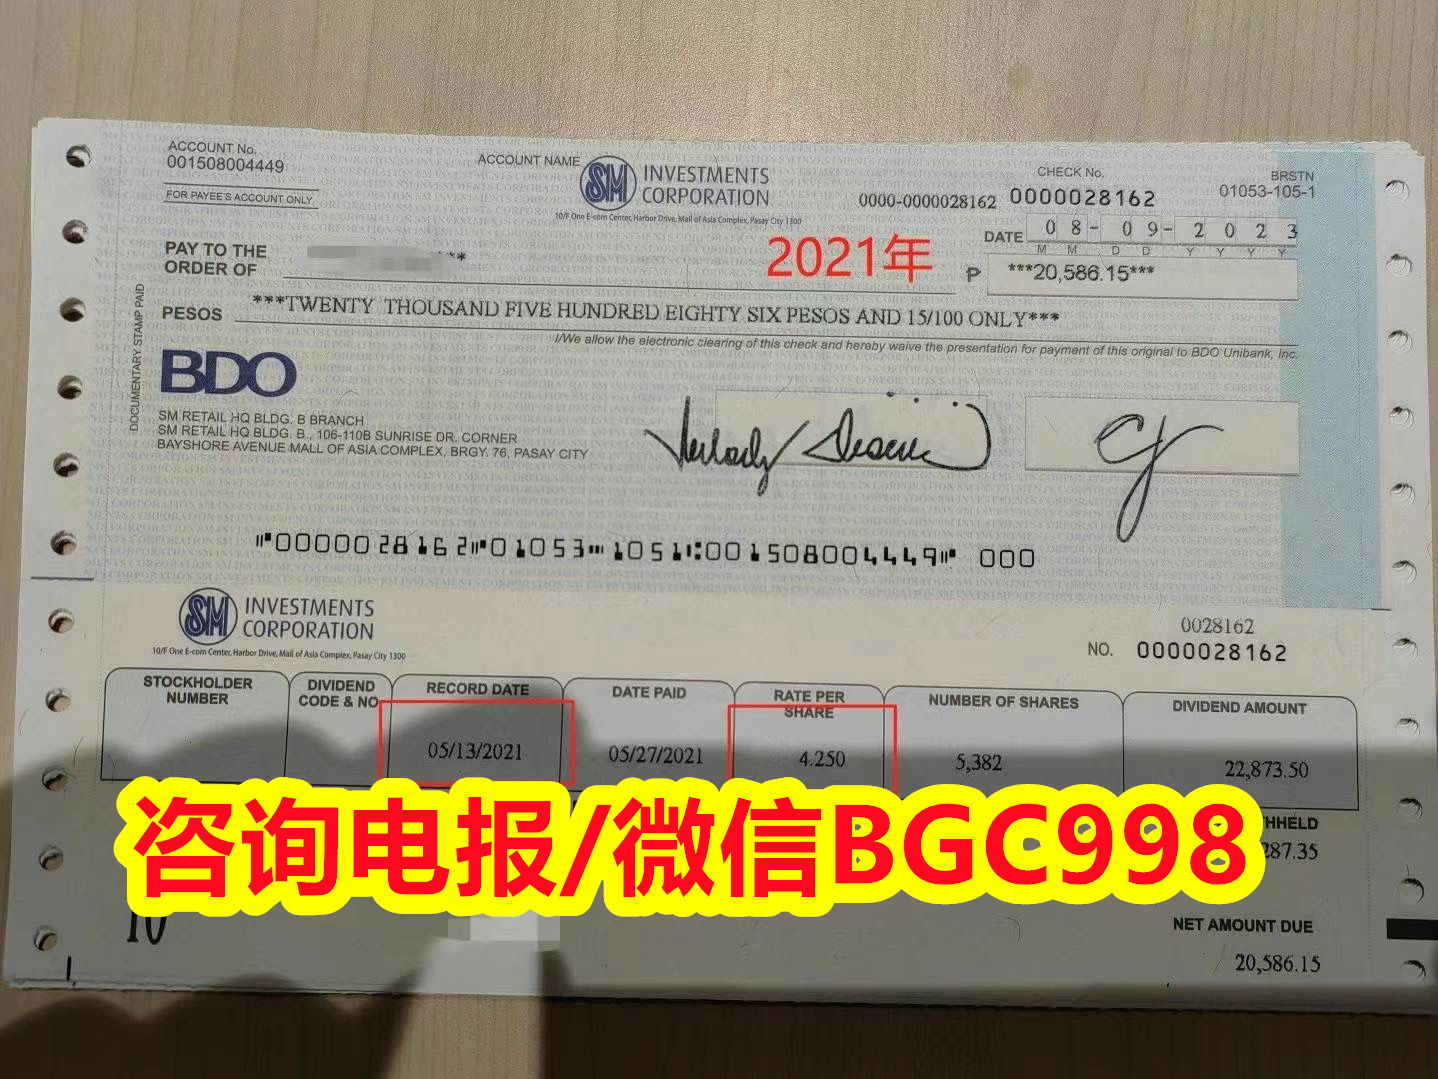 ACCOUNT No.
001508004449
FOR PAYEE'S ACCOUNT ONLY
ACCOUNT NAME
SM INVESTMENTS CORPORATION
10/F One E-com Center, Harbor Drive, Mall of Asia Complex, Pasay City 1300
CHECK No.
0000-0000028162 0000028162
BRSTN
01053-105-1
DATE 08-09-2023
M M D D Y Y Y Y
PAY TO THE ORDER OF **
2021年
₱ ***20,586.15***
PESOS ***TWENTY THOUSAND FIVE HUNDRED EIGHTY SIX PESOS AND 15/100 ONLY***
I/We allow the electronic clearing of this check and hereby waive the presentation for payment of this original to BDO Unibank, Inc.
DOCUMENTARY STAMP PAID
BDO
SM RETAIL HQ BLDG. B BRANCH
SM RETAIL HQ BLDG. B., 106-110B SUNRISE DR. CORNER
BAYSHORE AVENUE MALL OF ASIA COMPLEX, BRGY. 76, PASAY CITY
⑈0000028162⑈01053⑉1051⑆001508004449⑈ 000
SM INVESTMENTS CORPORATION
10/F One E-com Center, Harbor Drive, Mall of Asia Complex, Pasay City 1300
0028162
NO. 0000028162
STOCKHOLDER NUMBER DIVIDEND CODE & NO RECORD DATE DATE PAID RATE PER SHARE NUMBER OF SHARES DIVIDEND AMOUNT
05/13/2021 05/27/2021 4.250 5,382 22,873.50
咨询电报/微信BGC998
THHELD
287.35
10
NET AMOUNT DUE
20,586.15